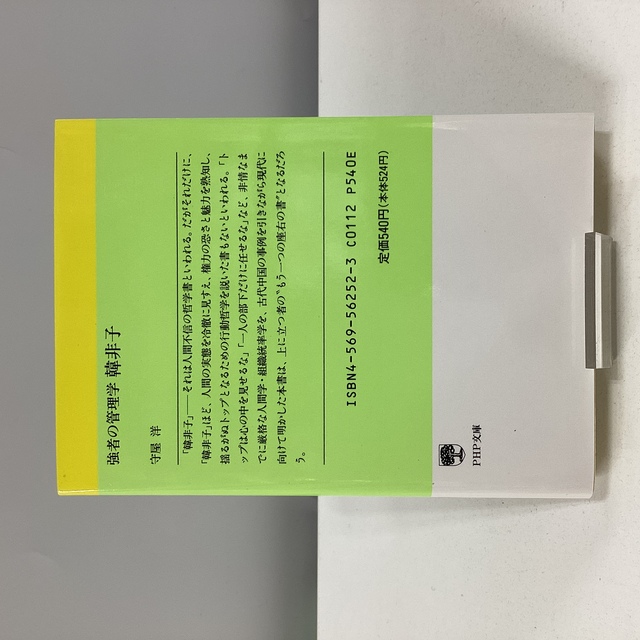 強者の管理学 韓非子
守屋 洋
「韓非子」──それは人間不信の哲学書といわれる。だがそれだけに、
「韓非子」ほど、人間の実態を冷徹に見すえ、権力の恐さと魅力を熟知し、
揺るがぬトップとなるための行動哲学を説いた書もないといわれる。「ト
ップは心の中を見せるな」「一人の部下だけに任せるな」など、非情なま
でに厳格な人間学・組織統率学を、古代中国の事例を引きながら現代に
向けて明かした本書は、上に立つ者の〝もう一つの座右の書〟となるだろ
う。
ISBN4-569-56252-3 C0112 P540E
定価540円(本体524円)
PHP文庫